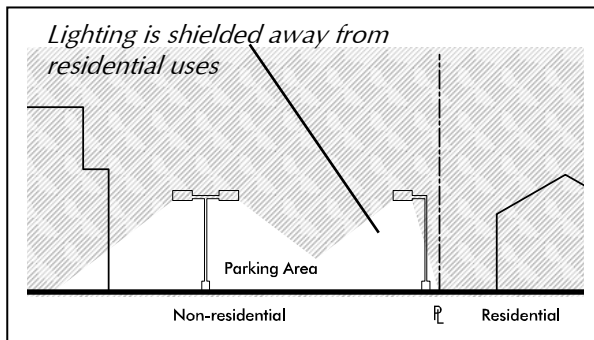 Lighting is shielded away from
residential uses
Parking Area
Non-residential
PL
Residential